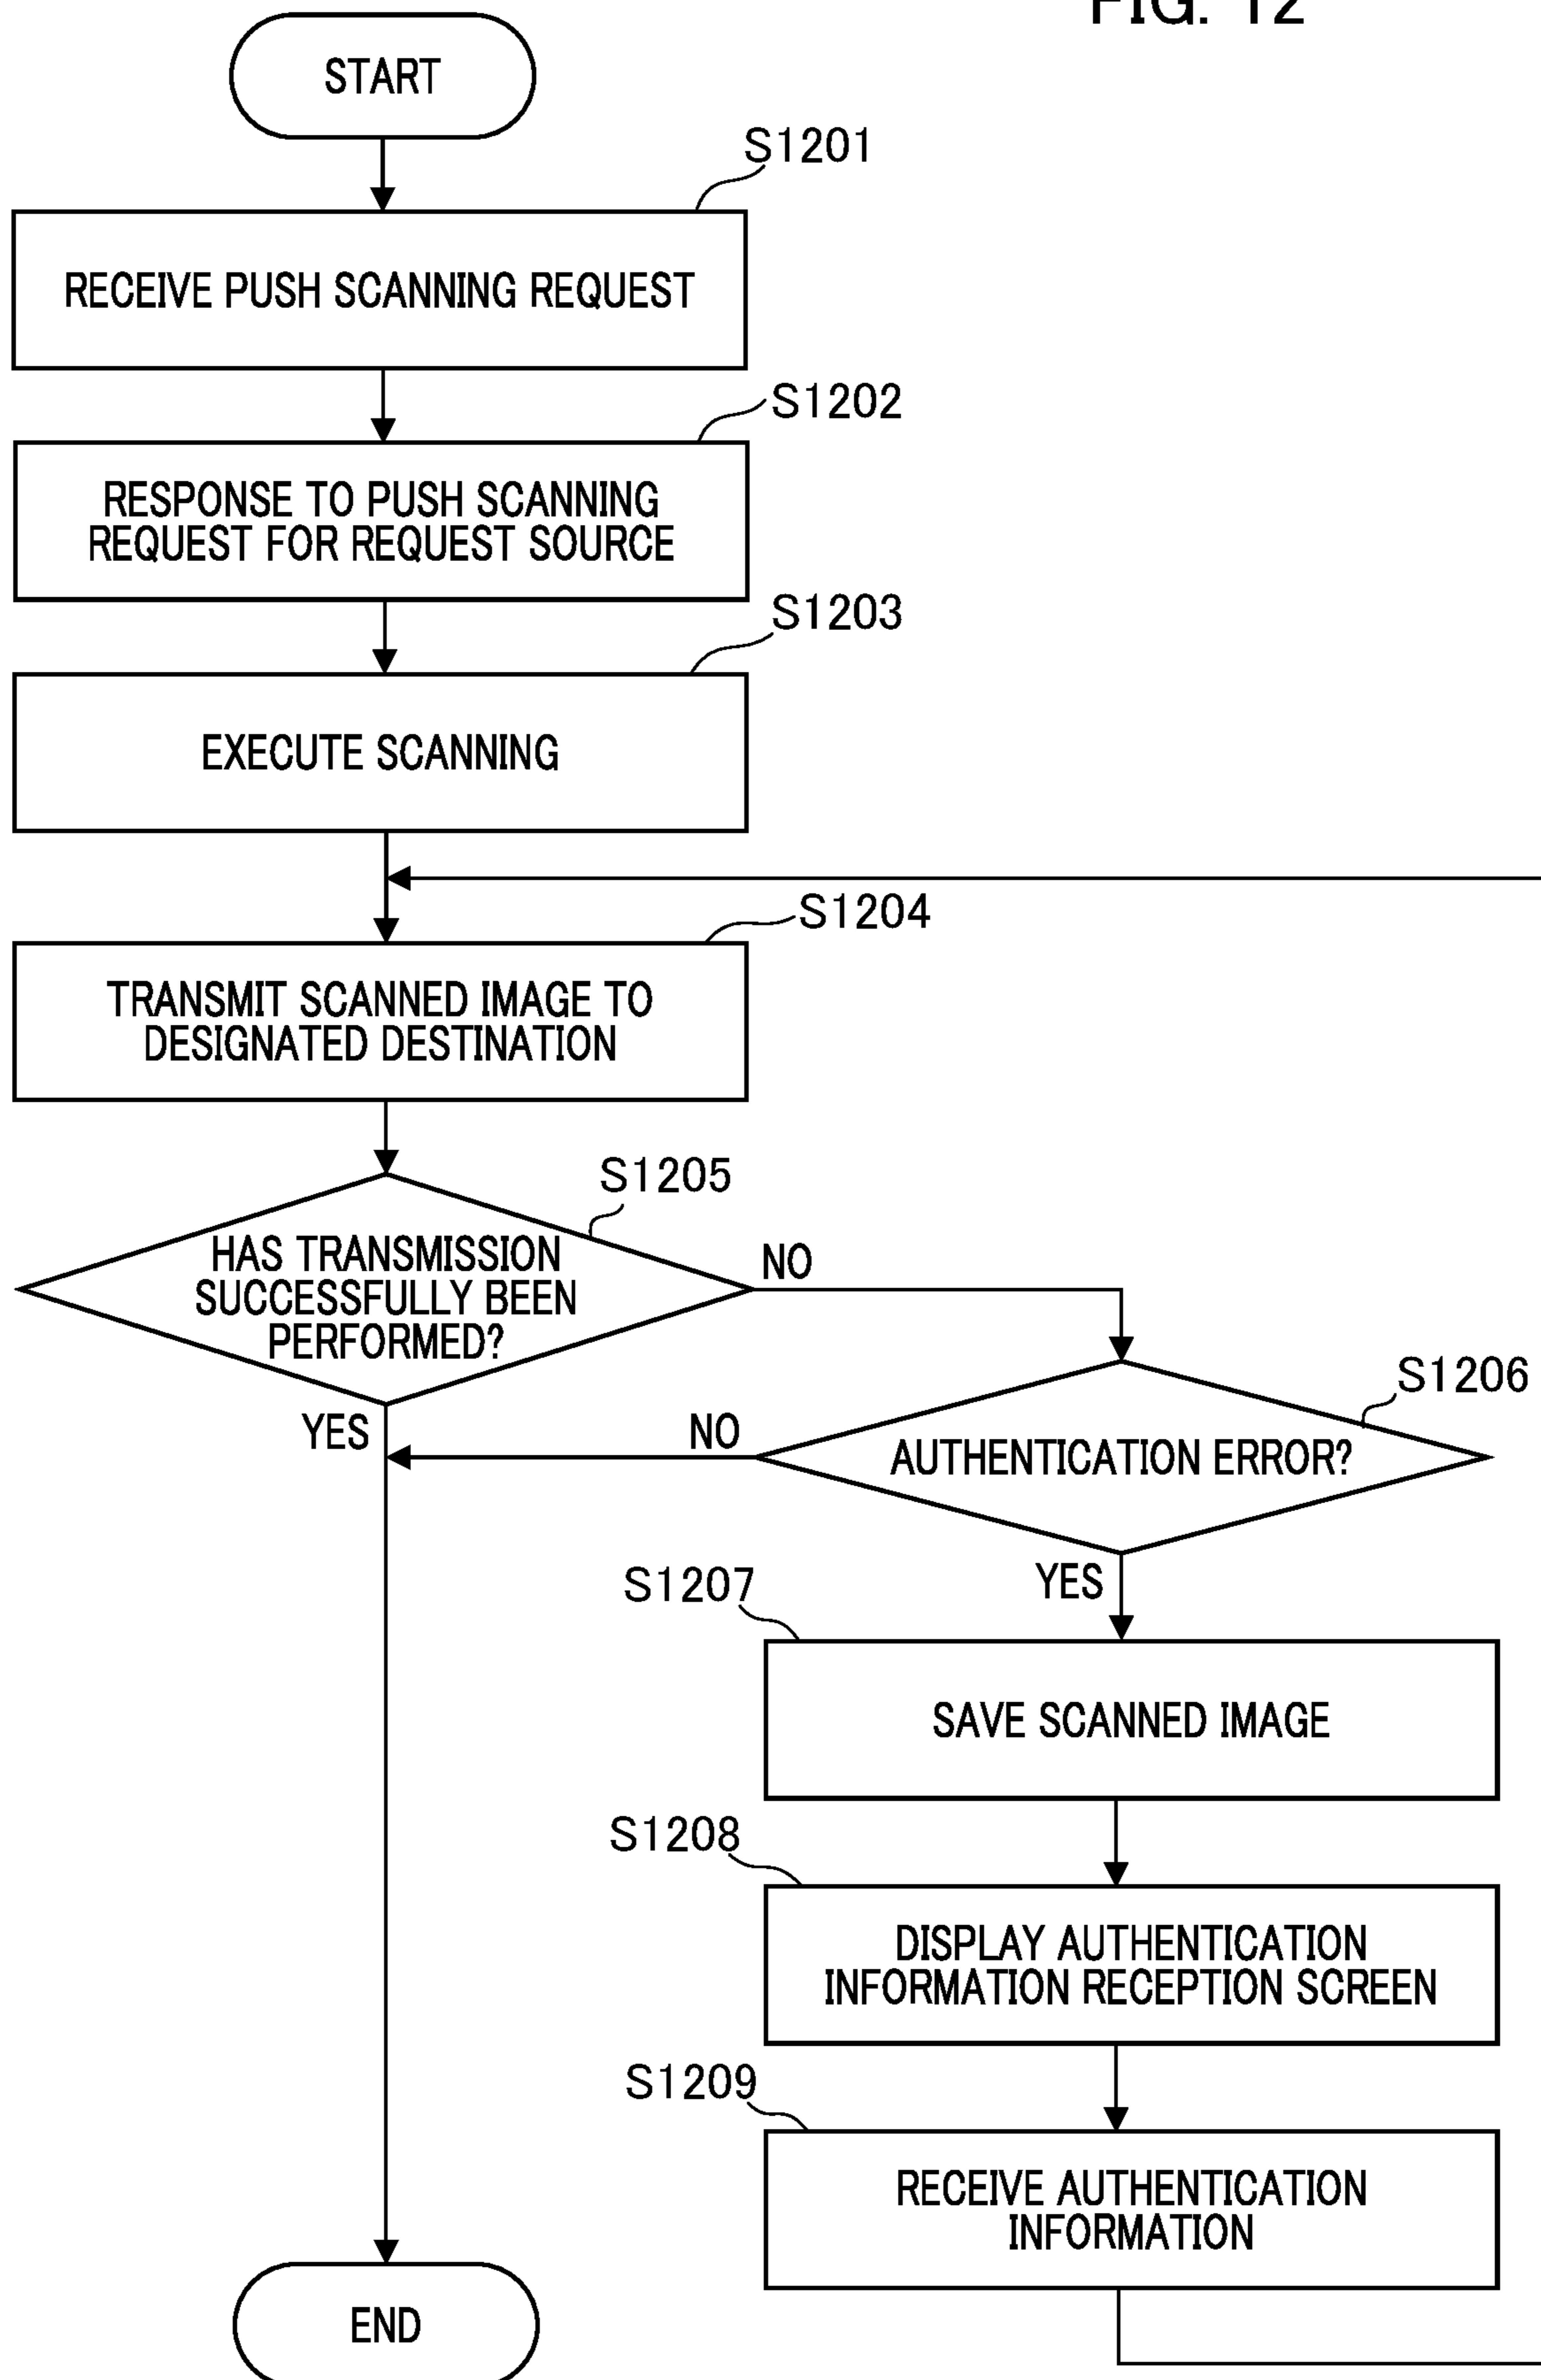 FIG. 12
START
S1201
RECEIVE PUSH SCANNING REQUEST
S1202
RESPONSE TO PUSH SCANNING
REQUEST FOR REQUEST SOURCE
S1203
EXECUTE SCANNING
S1204
TRANSMIT SCANNED IMAGE TO
DESIGNATED DESTINATION
S1205
HAS TRANSMISSION
SUCCESSFULLY BEEN
PERFORMED?
NO
YES
S1206
AUTHENTICATION ERROR?
NO
YES
S1207
SAVE SCANNED IMAGE
S1208
DISPLAY AUTHENTICATION
INFORMATION RECEPTION SCREEN
S1209
RECEIVE AUTHENTICATION
INFORMATION
END